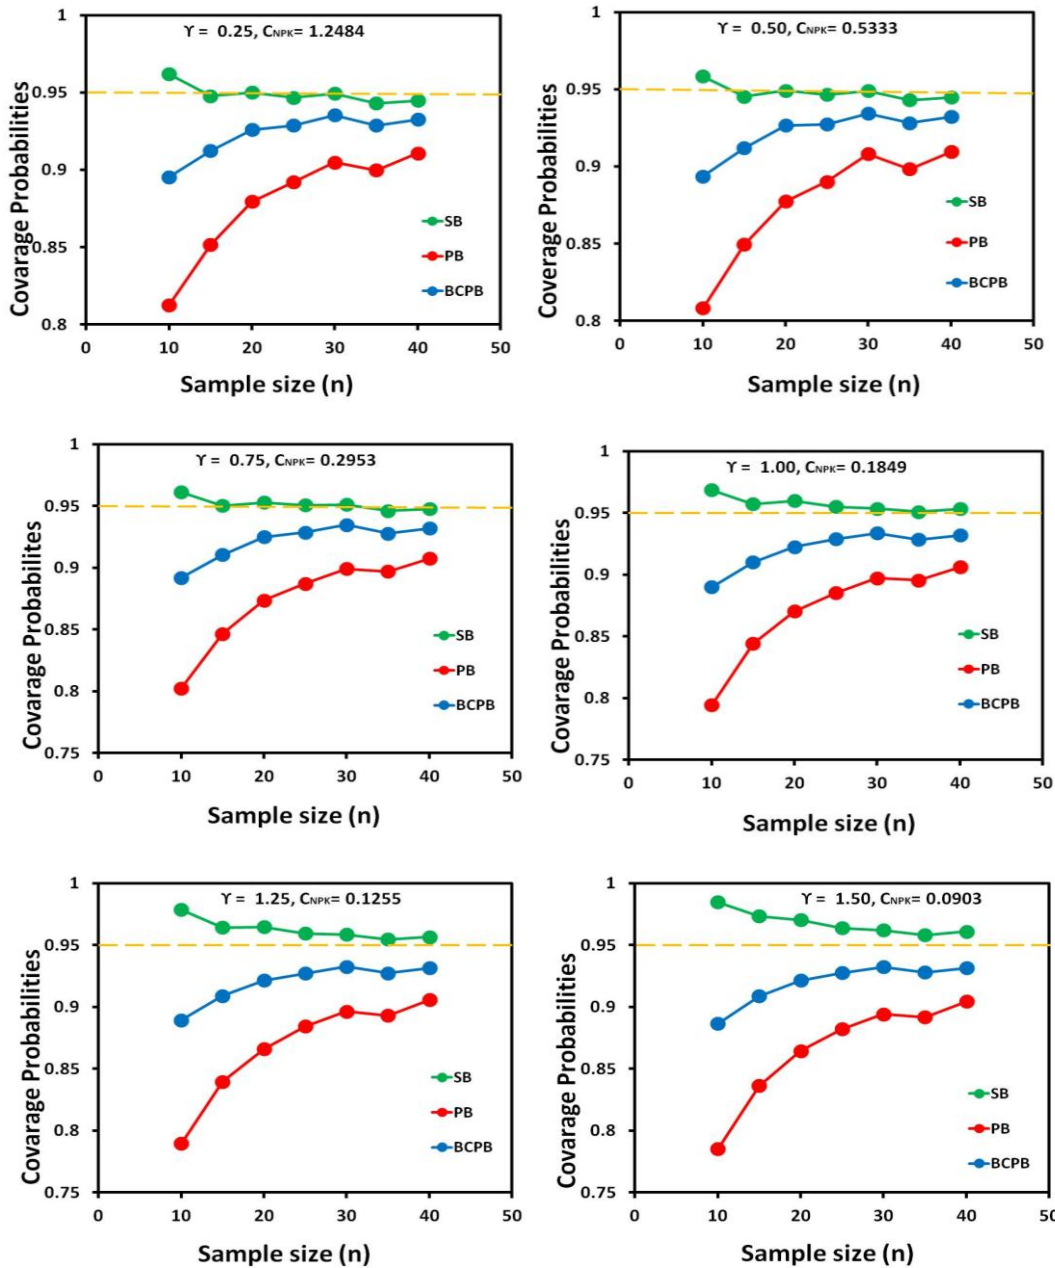 ϒ = 0.25, CNPK= 1.2484
Covarage Probabilities
1
0.95
0.9
0.85
0.8
SB
PB
BCPB
0 10 20 30 40 50
Sample size (n)
ϒ = 0.50, CNPK= 0.5333
Coverage Probabilities
1
0.95
0.9
0.85
0.8
SB
PB
BCPB
0 10 20 30 40 50
Sample size (n)
ϒ = 0.75, CNPK= 0.2953
Covarage Probabilites
1
0.95
0.9
0.85
0.8
0.75
SB
PB
BCPB
0 10 20 30 40 50
Sample size (n)
ϒ = 1.00, CNPK= 0.1849
Covarage Probabilities
1
0.95
0.9
0.85
0.8
0.75
SB
PB
BCPB
0 10 20 30 40 50
Sample size (n)
ϒ = 1.25, CNPK= 0.1255
Covarage Probabilities
1
0.95
0.9
0.85
0.8
0.75
SB
PB
BCPB
0 10 20 30 40 50
Sample size (n)
ϒ = 1.50, CNPK= 0.0903
Covarage Probabilities
1
0.95
0.9
0.85
0.8
0.75
SB
PB
BCPB
0 10 20 30 40 50
Sample size (n)